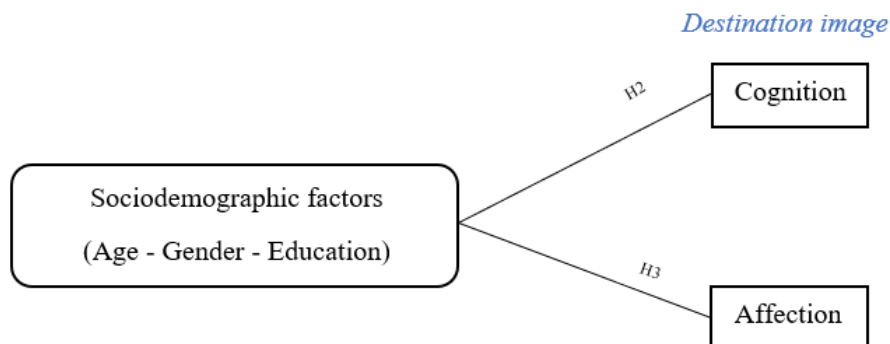 Destination image
H2
Cognition
Sociodemographic factors
(Age - Gender - Education)
H3
Affection